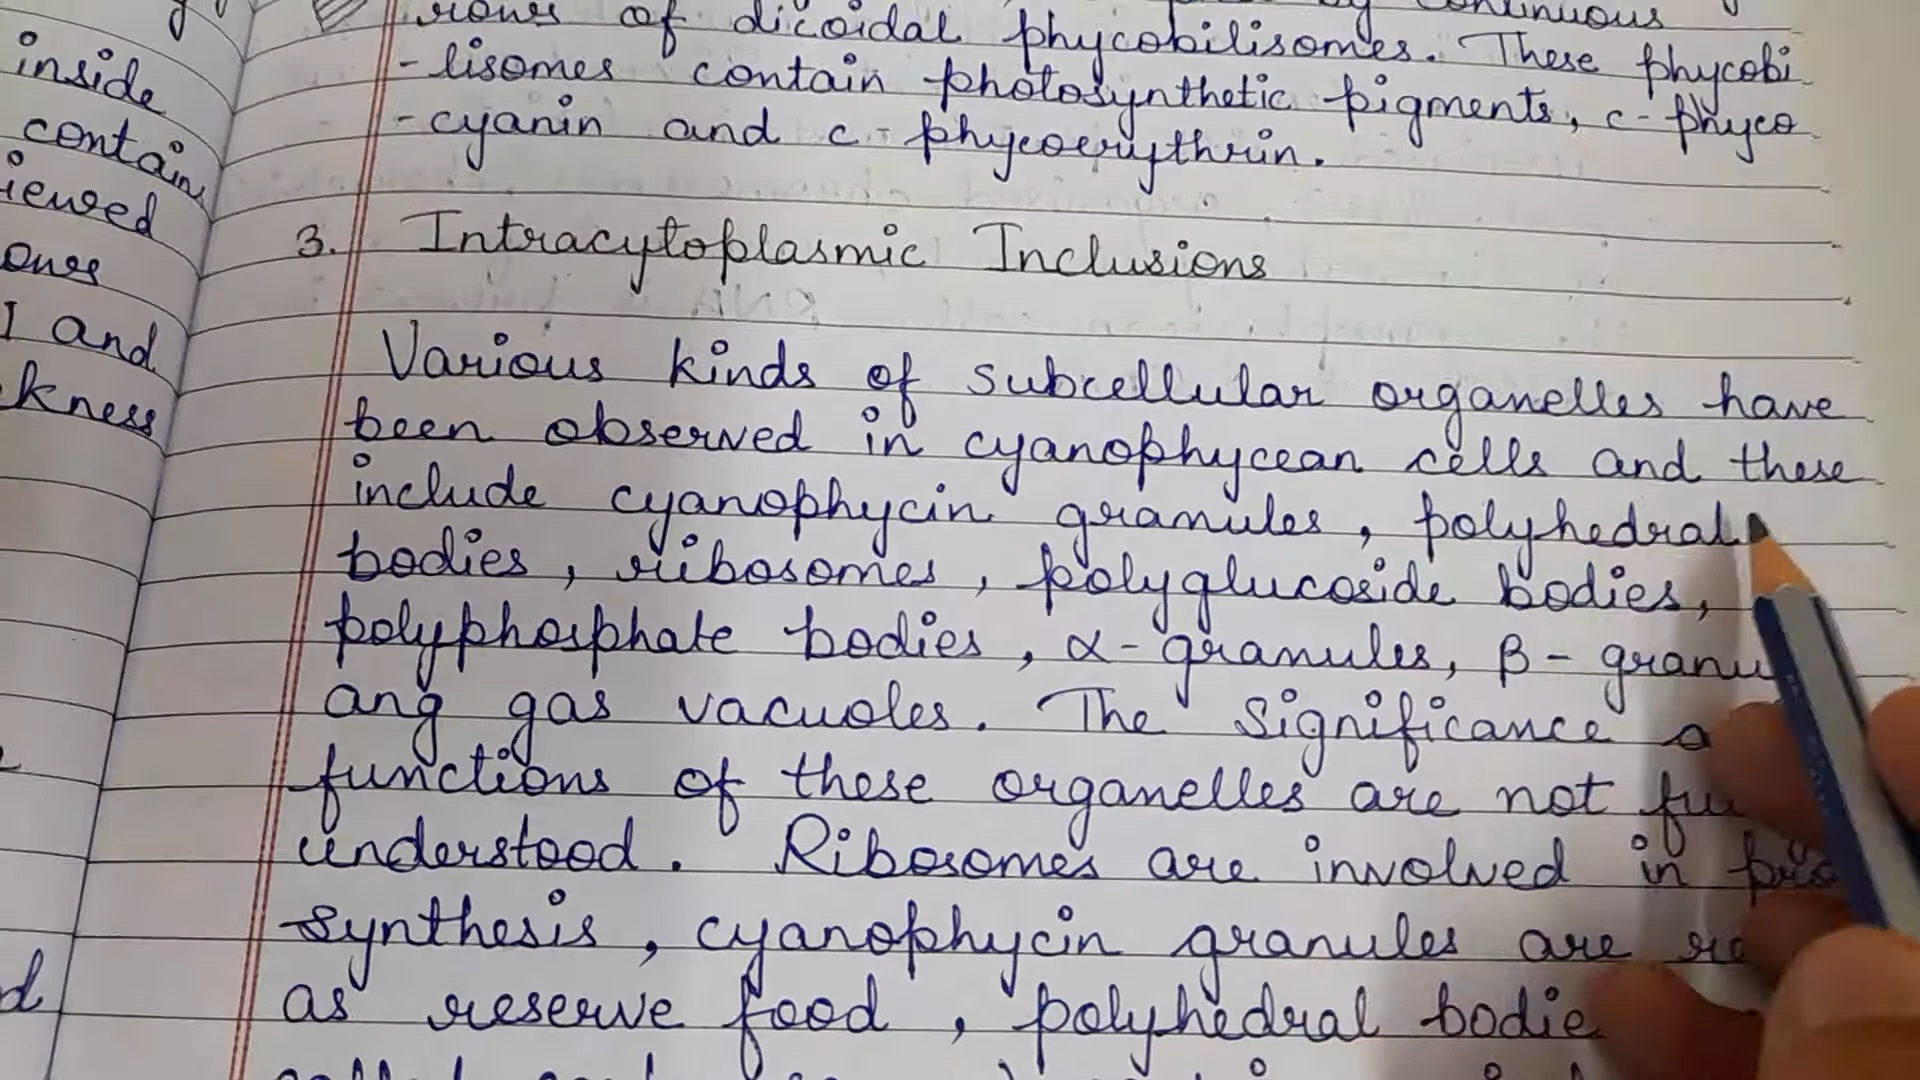 inside
contain
iewed
ones
I and
kness
d
continuous
rows of dicoidal phycobilisomes. These phycobi
-lisomes contain photosynthetic pigments, c-phyco
-cyanin and c-phycoerythrin.
3. Intracytoplasmic Inclusions
Various kinds of subcellular organelles have
been observed in cyanophycean cells and these
include cyanophycin granules, polyhedral
bodies, ribosomes, polyglucoside bodies,
polyphosphate bodies, α-granules, β-granu
ang gas vacuoles. The Significance
functions of these organelles are not fu
understood. Ribosomes are involved in
synthesis, cyanophycin granules are
as reserve food, polyhedral bodie